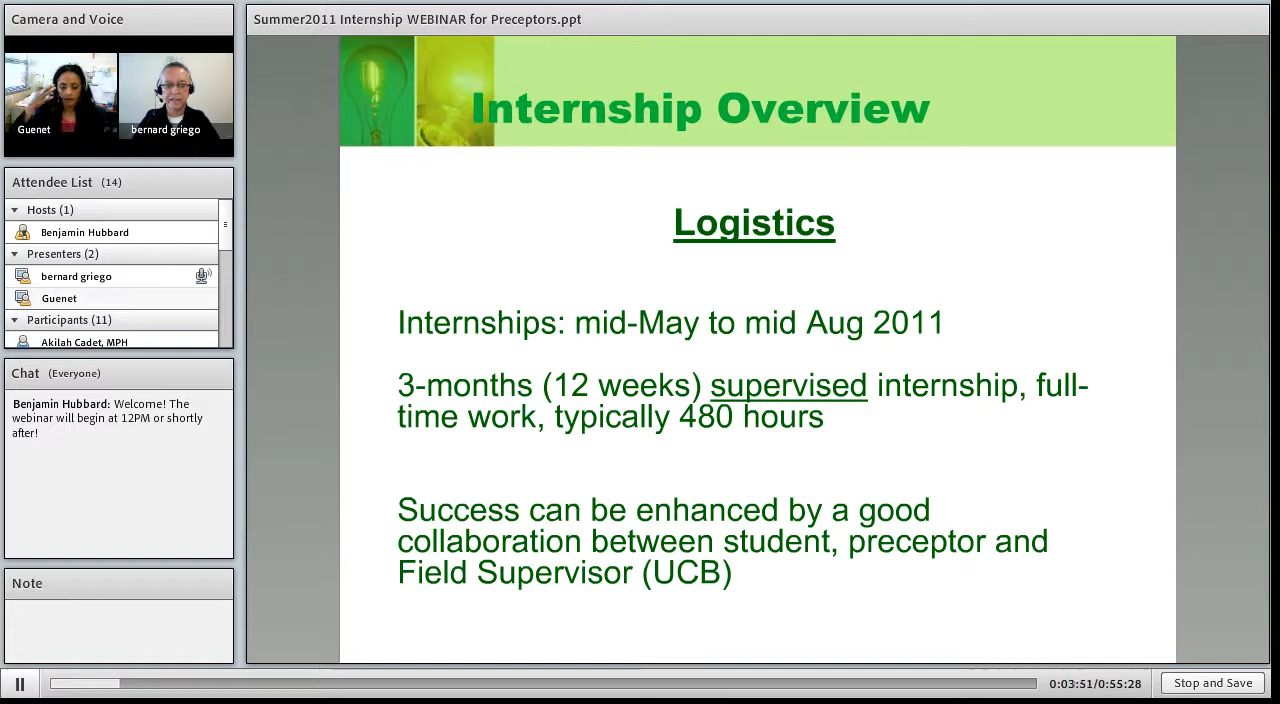 Camera and Voice
Guenet
bernard griego
Attendee List (14)
Hosts (1)
Benjamin Hubbard
Presenters (2)
bernard griego
Guenet
Participants (11)
Akilah Cadet, MPH
Chat (Everyone)
Benjamin Hubbard: Welcome! The
webinar will begin at 12PM or shortly
after!
Note
Summer2011 Internship WEBINAR for Preceptors.ppt
Internship Overview
Logistics
Internships: mid-May to mid Aug 2011
3-months (12 weeks) supervised internship, full-
time work, typically 480 hours
Success can be enhanced by a good
collaboration between student, preceptor and
Field Supervisor (UCB)
0:03:51/0:55:28
Stop and Save